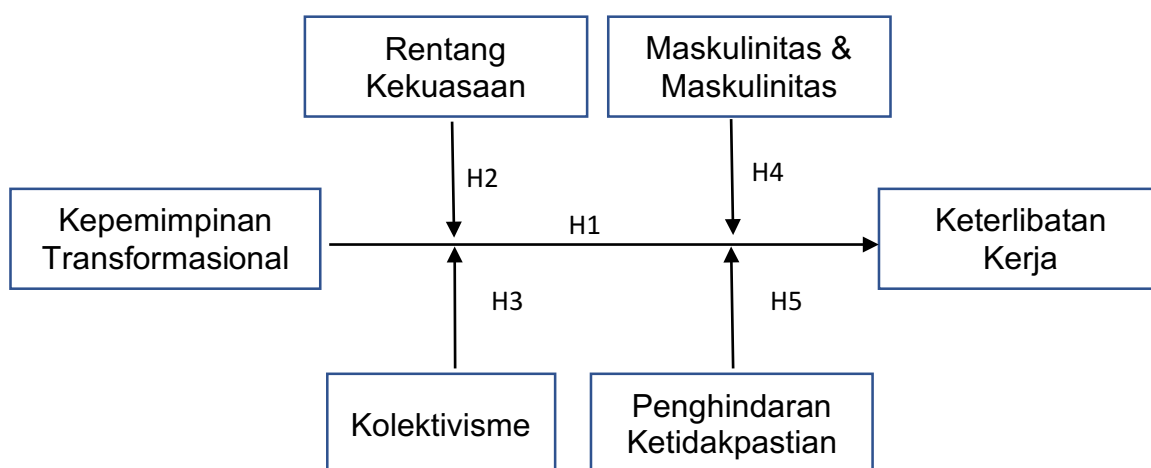 Rentang
Kekuasaan
Maskulinitas &
Maskulinitas
H2
H4
Kepemimpinan
Transformasional
H1
Keterlibatan
Kerja
H3
H5
Kolektivisme
Penghindaran
Ketidakpastian